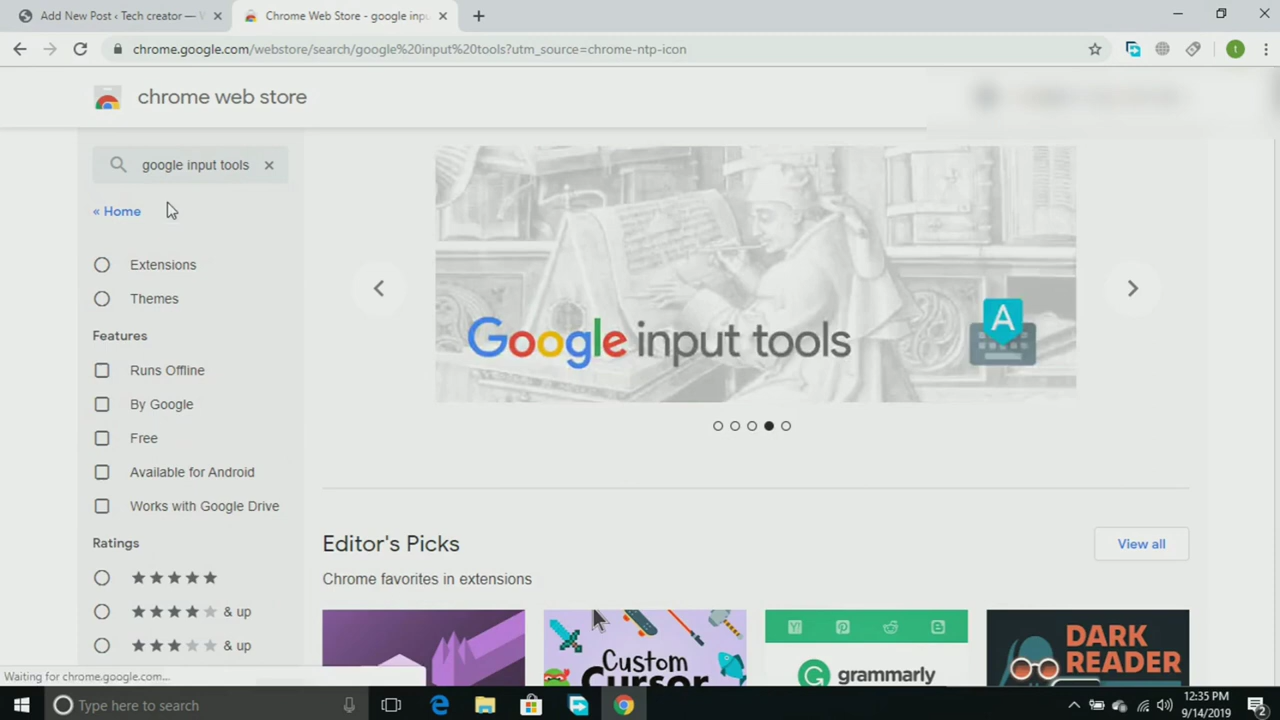 Add New Post ‹ Tech creator —
Chrome Web Store - google inpu
chrome.google.com/webstore/search/google%20input%20tools?utm_source=chrome-ntp-icon
t
chrome web store
google input tools
« Home
Extensions
Themes
Features
Runs Offline
By Google
Free
Available for Android
Works with Google Drive
Ratings
& up
& up
Google input tools
A
Editor's Picks
View all
Chrome favorites in extensions
Custom
Cursor
grammarly
DARK
READER
Waiting for chrome.google.com...
Type here to search
12:35 PM
9/14/2019
2